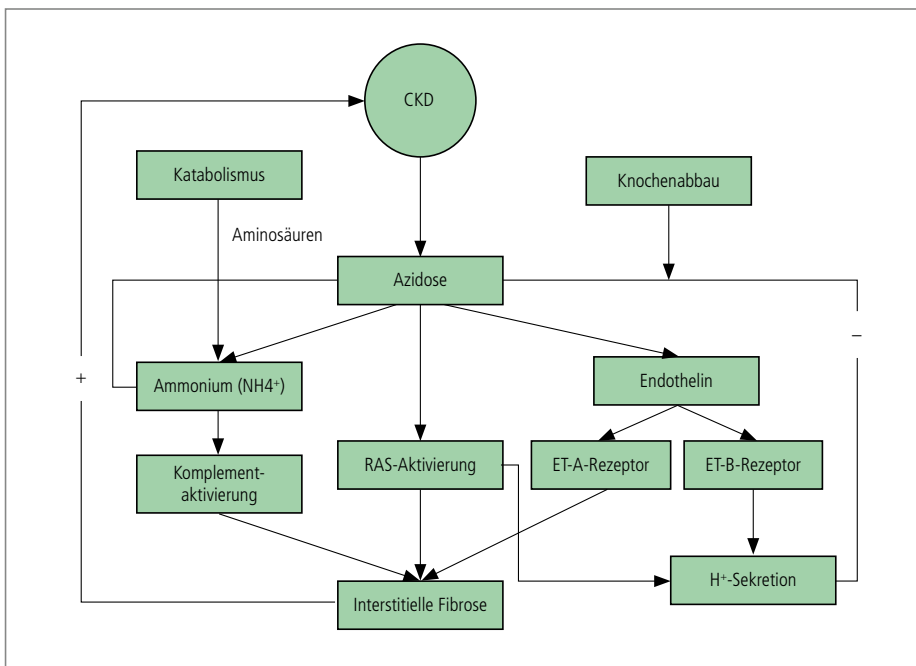 CKD
Katabolismus
Knochenabbau
Aminosäuren
Azidose
−
+
Ammonium (NH4⁺)
Endothelin
Komplement-
aktivierung
RAS-Aktivierung
ET-A-Rezeptor
ET-B-Rezeptor
Interstitielle Fibrose
H⁺-Sekretion